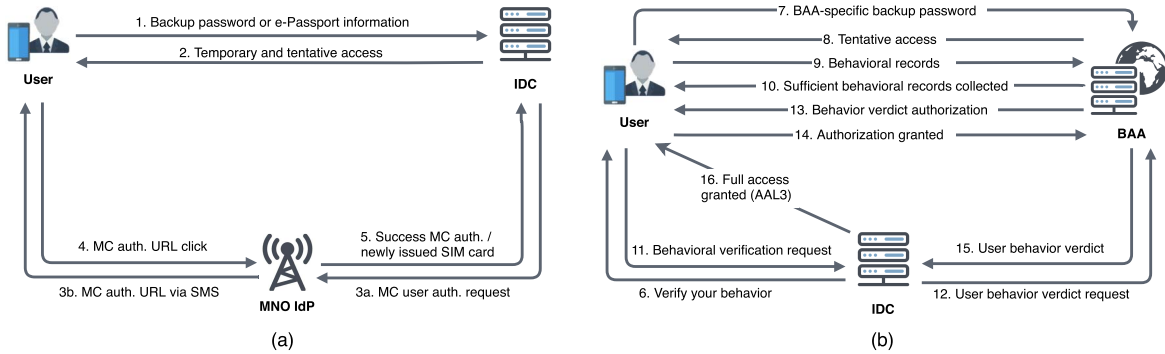 1. Backup password or e-Passport information
2. Temporary and tentative access
User
IDC
4. MC auth. URL click
5. Success MC auth. /
newly issued SIM card
3b. MC auth. URL via SMS
MNO IdP
3a. MC user auth. request
(a)
7. BAA-specific backup password
8. Tentative access
9. Behavioral records
10. Sufficient behavioral records collected
13. Behavior verdict authorization
User
14. Authorization granted
BAA
16. Full access
granted (AAL3)
11. Behavioral verification request
15. User behavior verdict
6. Verify your behavior
IDC
12. User behavior verdict request
(b)